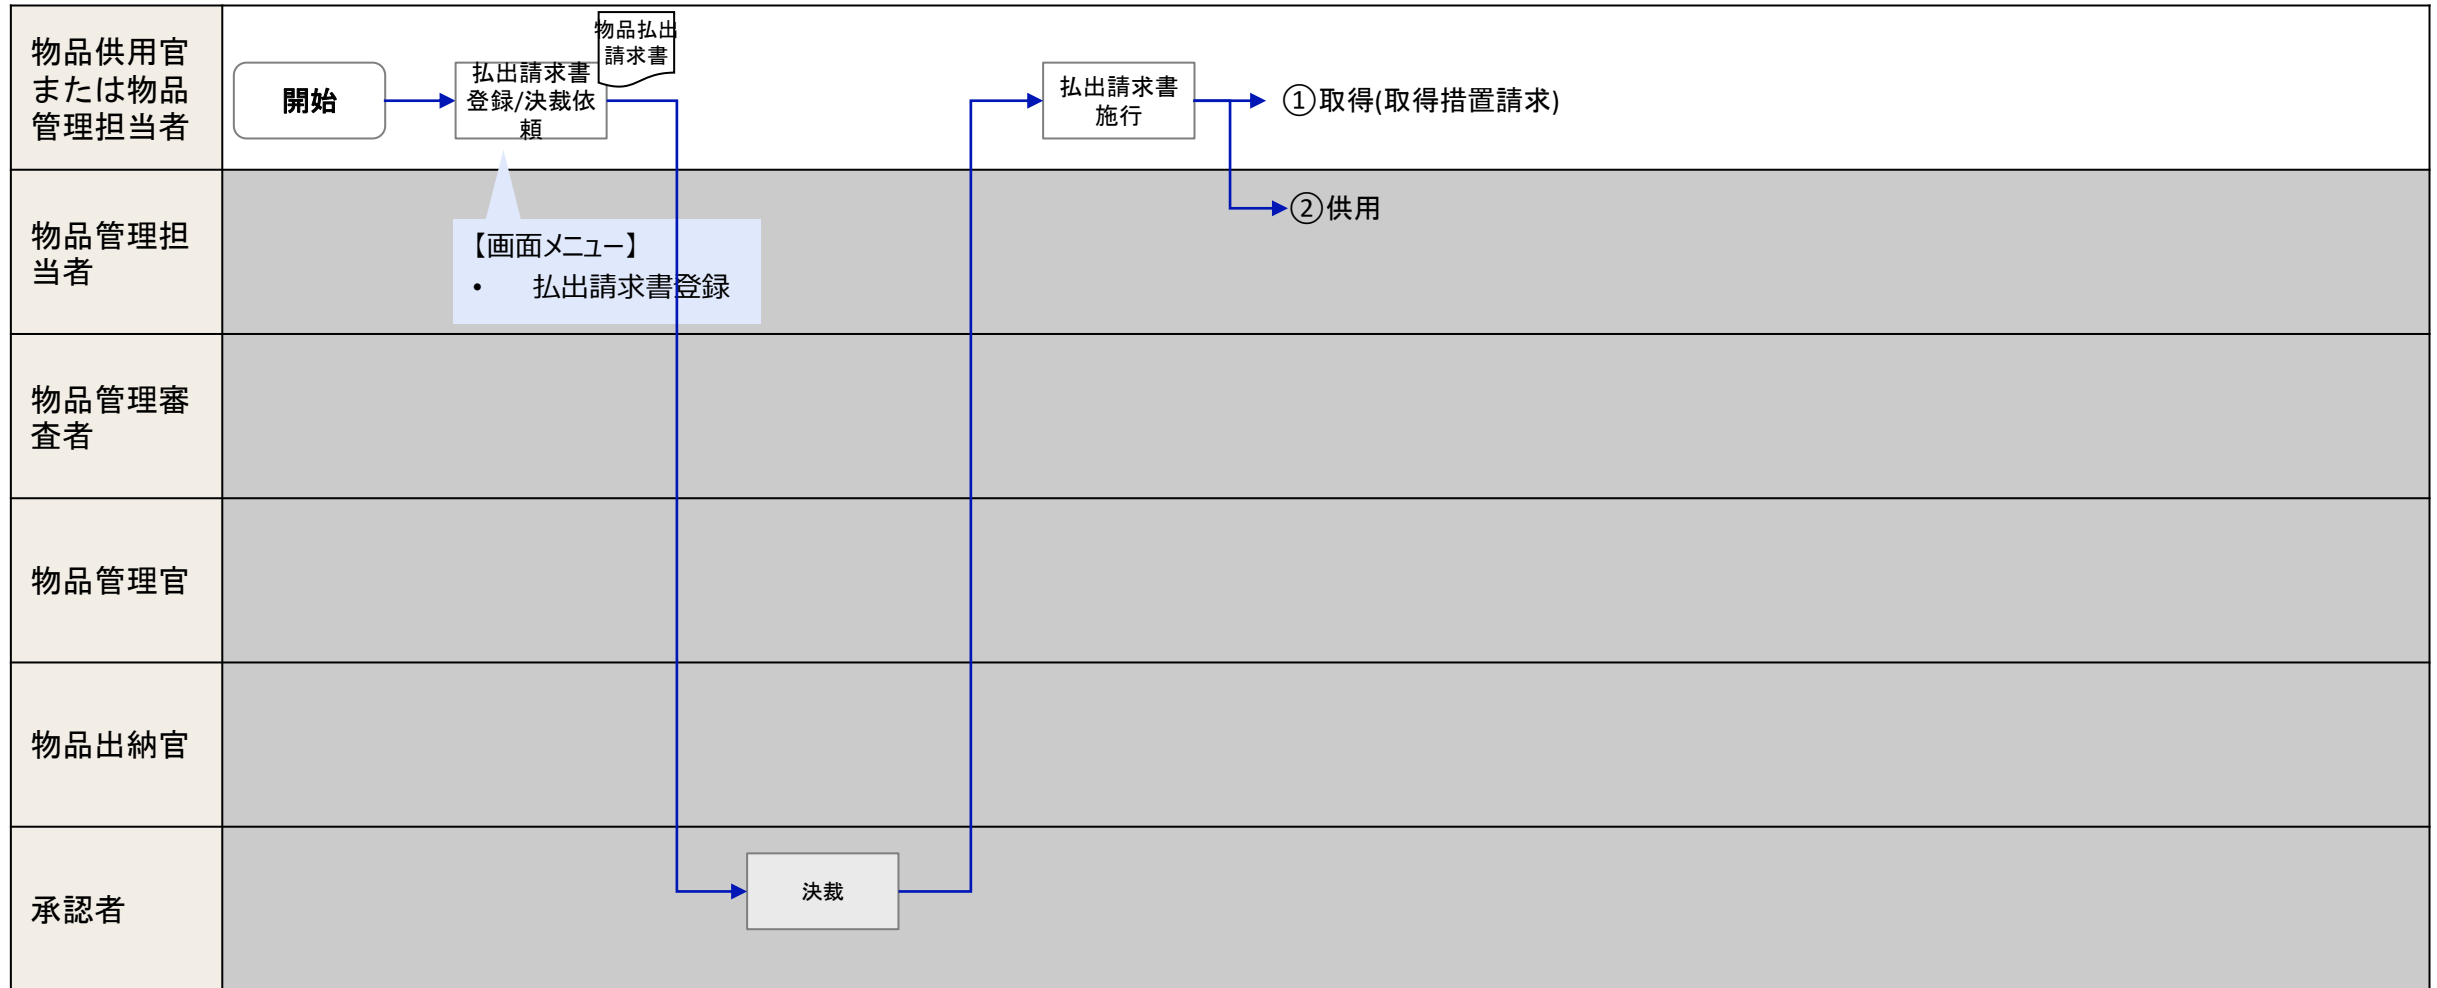 物品供用官
または物品
管理担当者
開始
払出請求書
登録/決裁依
頼
物品払出
請求書
払出請求書
施行
①取得(取得措置請求)
物品管理担
当者
②供用
【画面メニュー】
• 払出請求書登録
物品管理審
査者
物品管理官
物品出納官
承認者
決裁